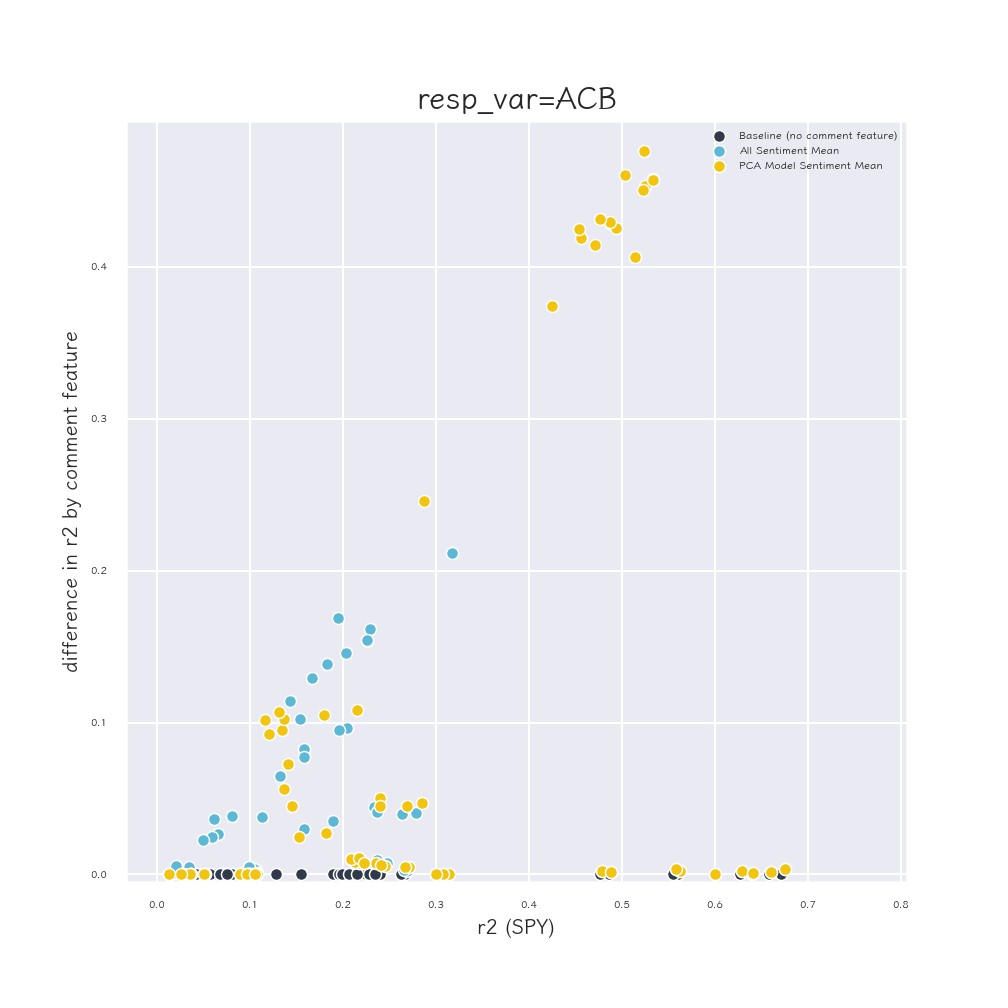 resp_var=ACB
Baseline (no comment feature)
All Sentiment Mean
PCA Model Sentiment Mean
difference in r2 by comment feature
0.4
0.3
0.2
0.1
0.0
0.0 0.1 0.2 0.3 0.4 0.5 0.6 0.7 0.8
r2 (SPY)